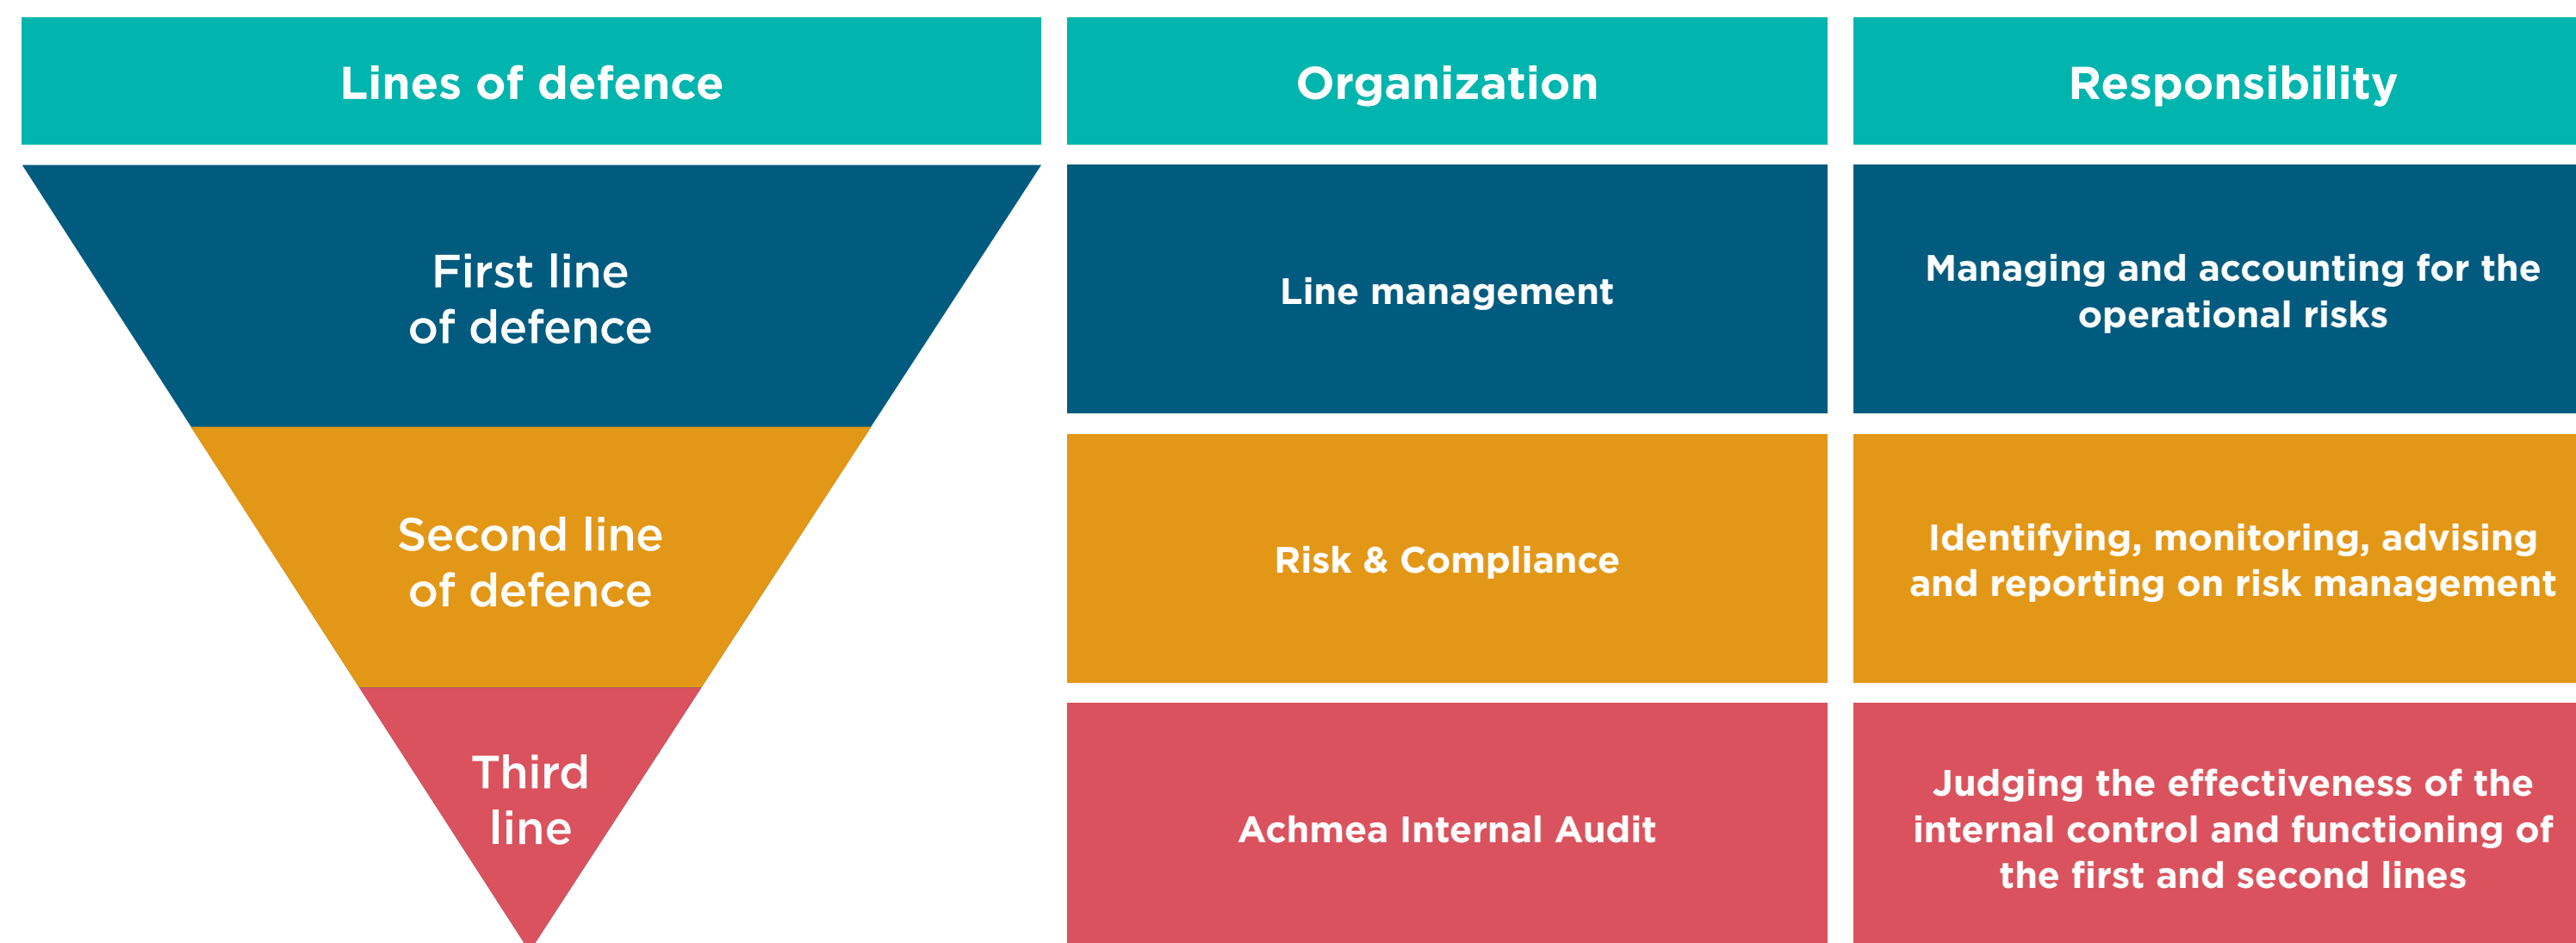 Lines of defence
Organization
Responsibility
First line
of defence
Line management
Managing and accounting for the
operational risks
Second line
of defence
Risk & Compliance
Identifying, monitoring, advising
and reporting on risk management
Third
line
Achmea Internal Audit
Judging the effectiveness of the
internal control and functioning of
the first and second lines